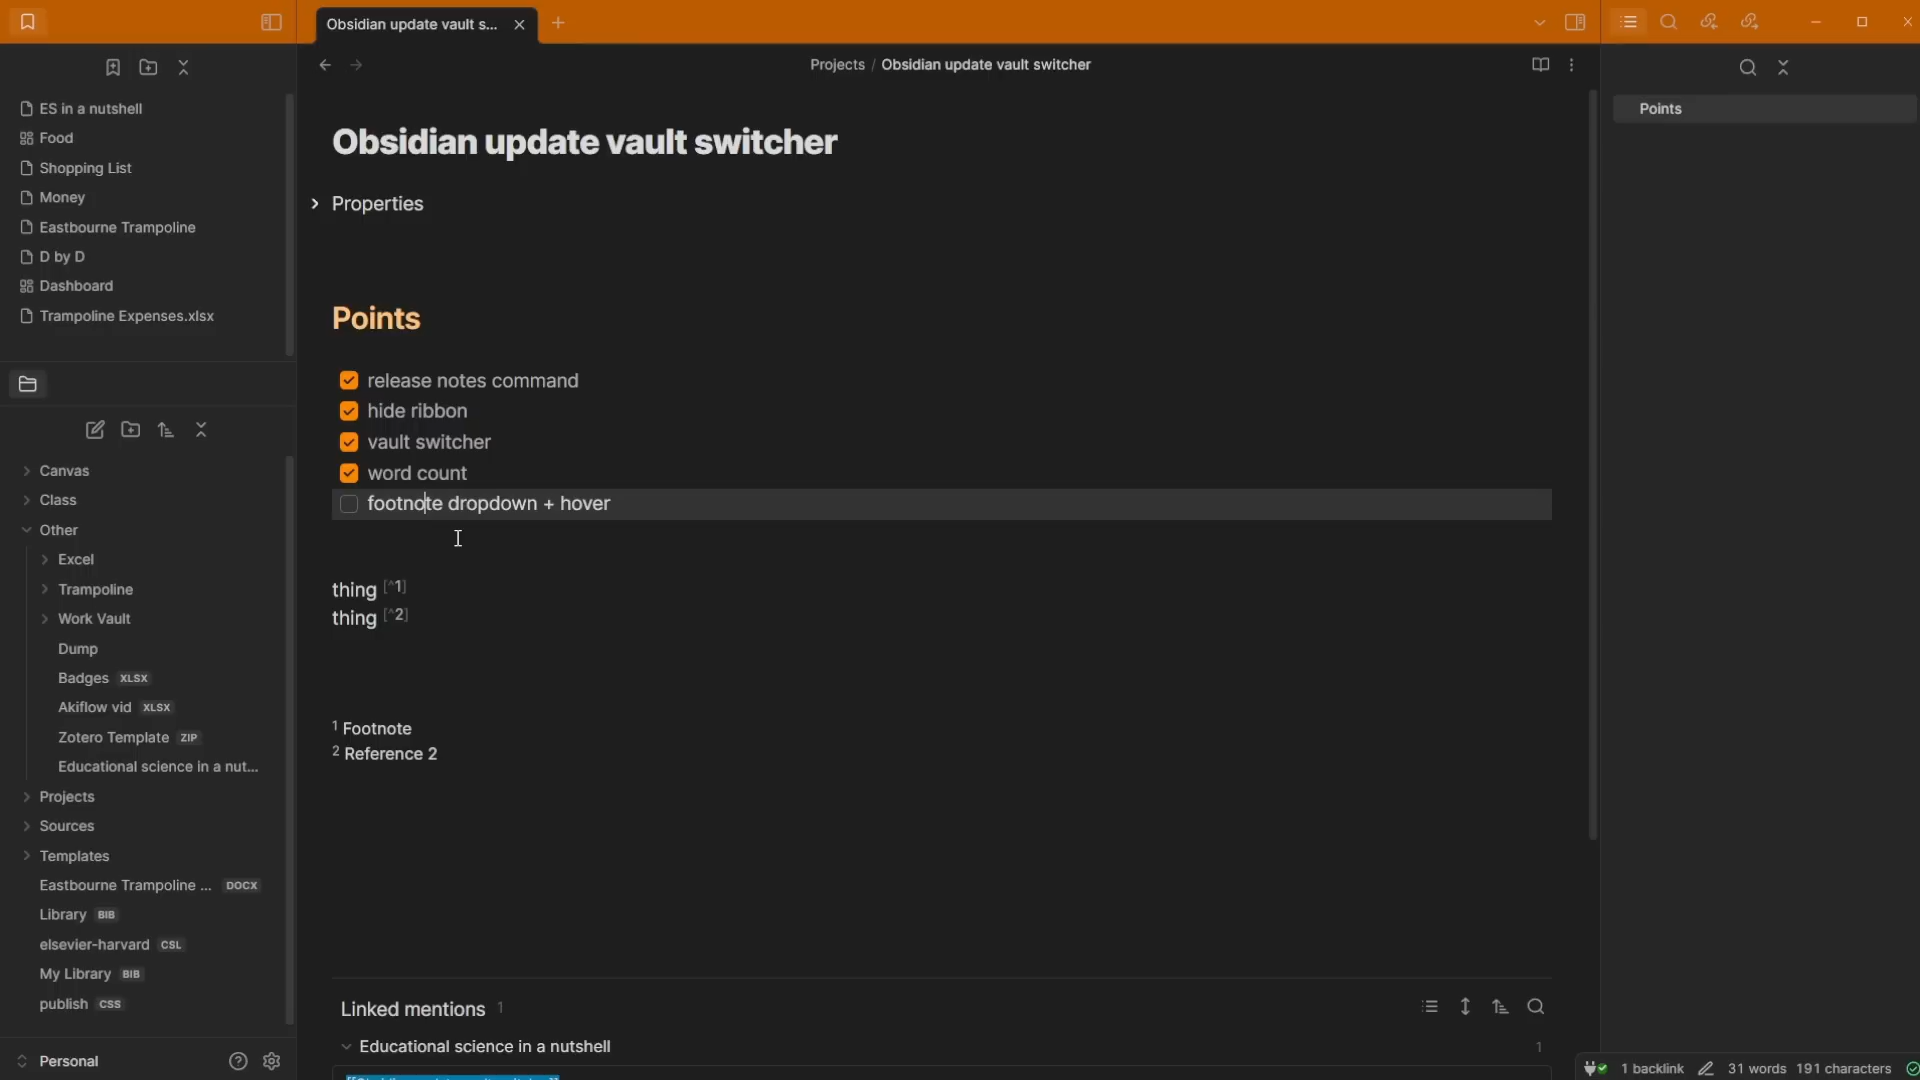 Obsidian update vault s...
Projects / Obsidian update vault switcher
ES in a nutshell
Food
Shopping List
Money
Eastbourne Trampoline
D by D
Dashboard
Trampoline Expenses.xlsx
Canvas
Class
Other
Excel
Trampoline
Work Vault
Dump
Badges XLSX
Akiflow vid XLSX
Zotero Template ZIP
Educational science in a nut...
Projects
Sources
Templates
Eastbourne Trampoline ... DOCX
Library BIB
elsevier-harvard CSL
My Library BIB
publish CSS
Personal
Obsidian update vault switcher
Properties
Points
release notes command
hide ribbon
vault switcher
word count
footnote dropdown + hover
thing [^1]
thing [^2]
1 Footnote
2 Reference 2
Linked mentions 1
Educational science in a nutshell 1
Points
1 backlink 31 words 191 characters